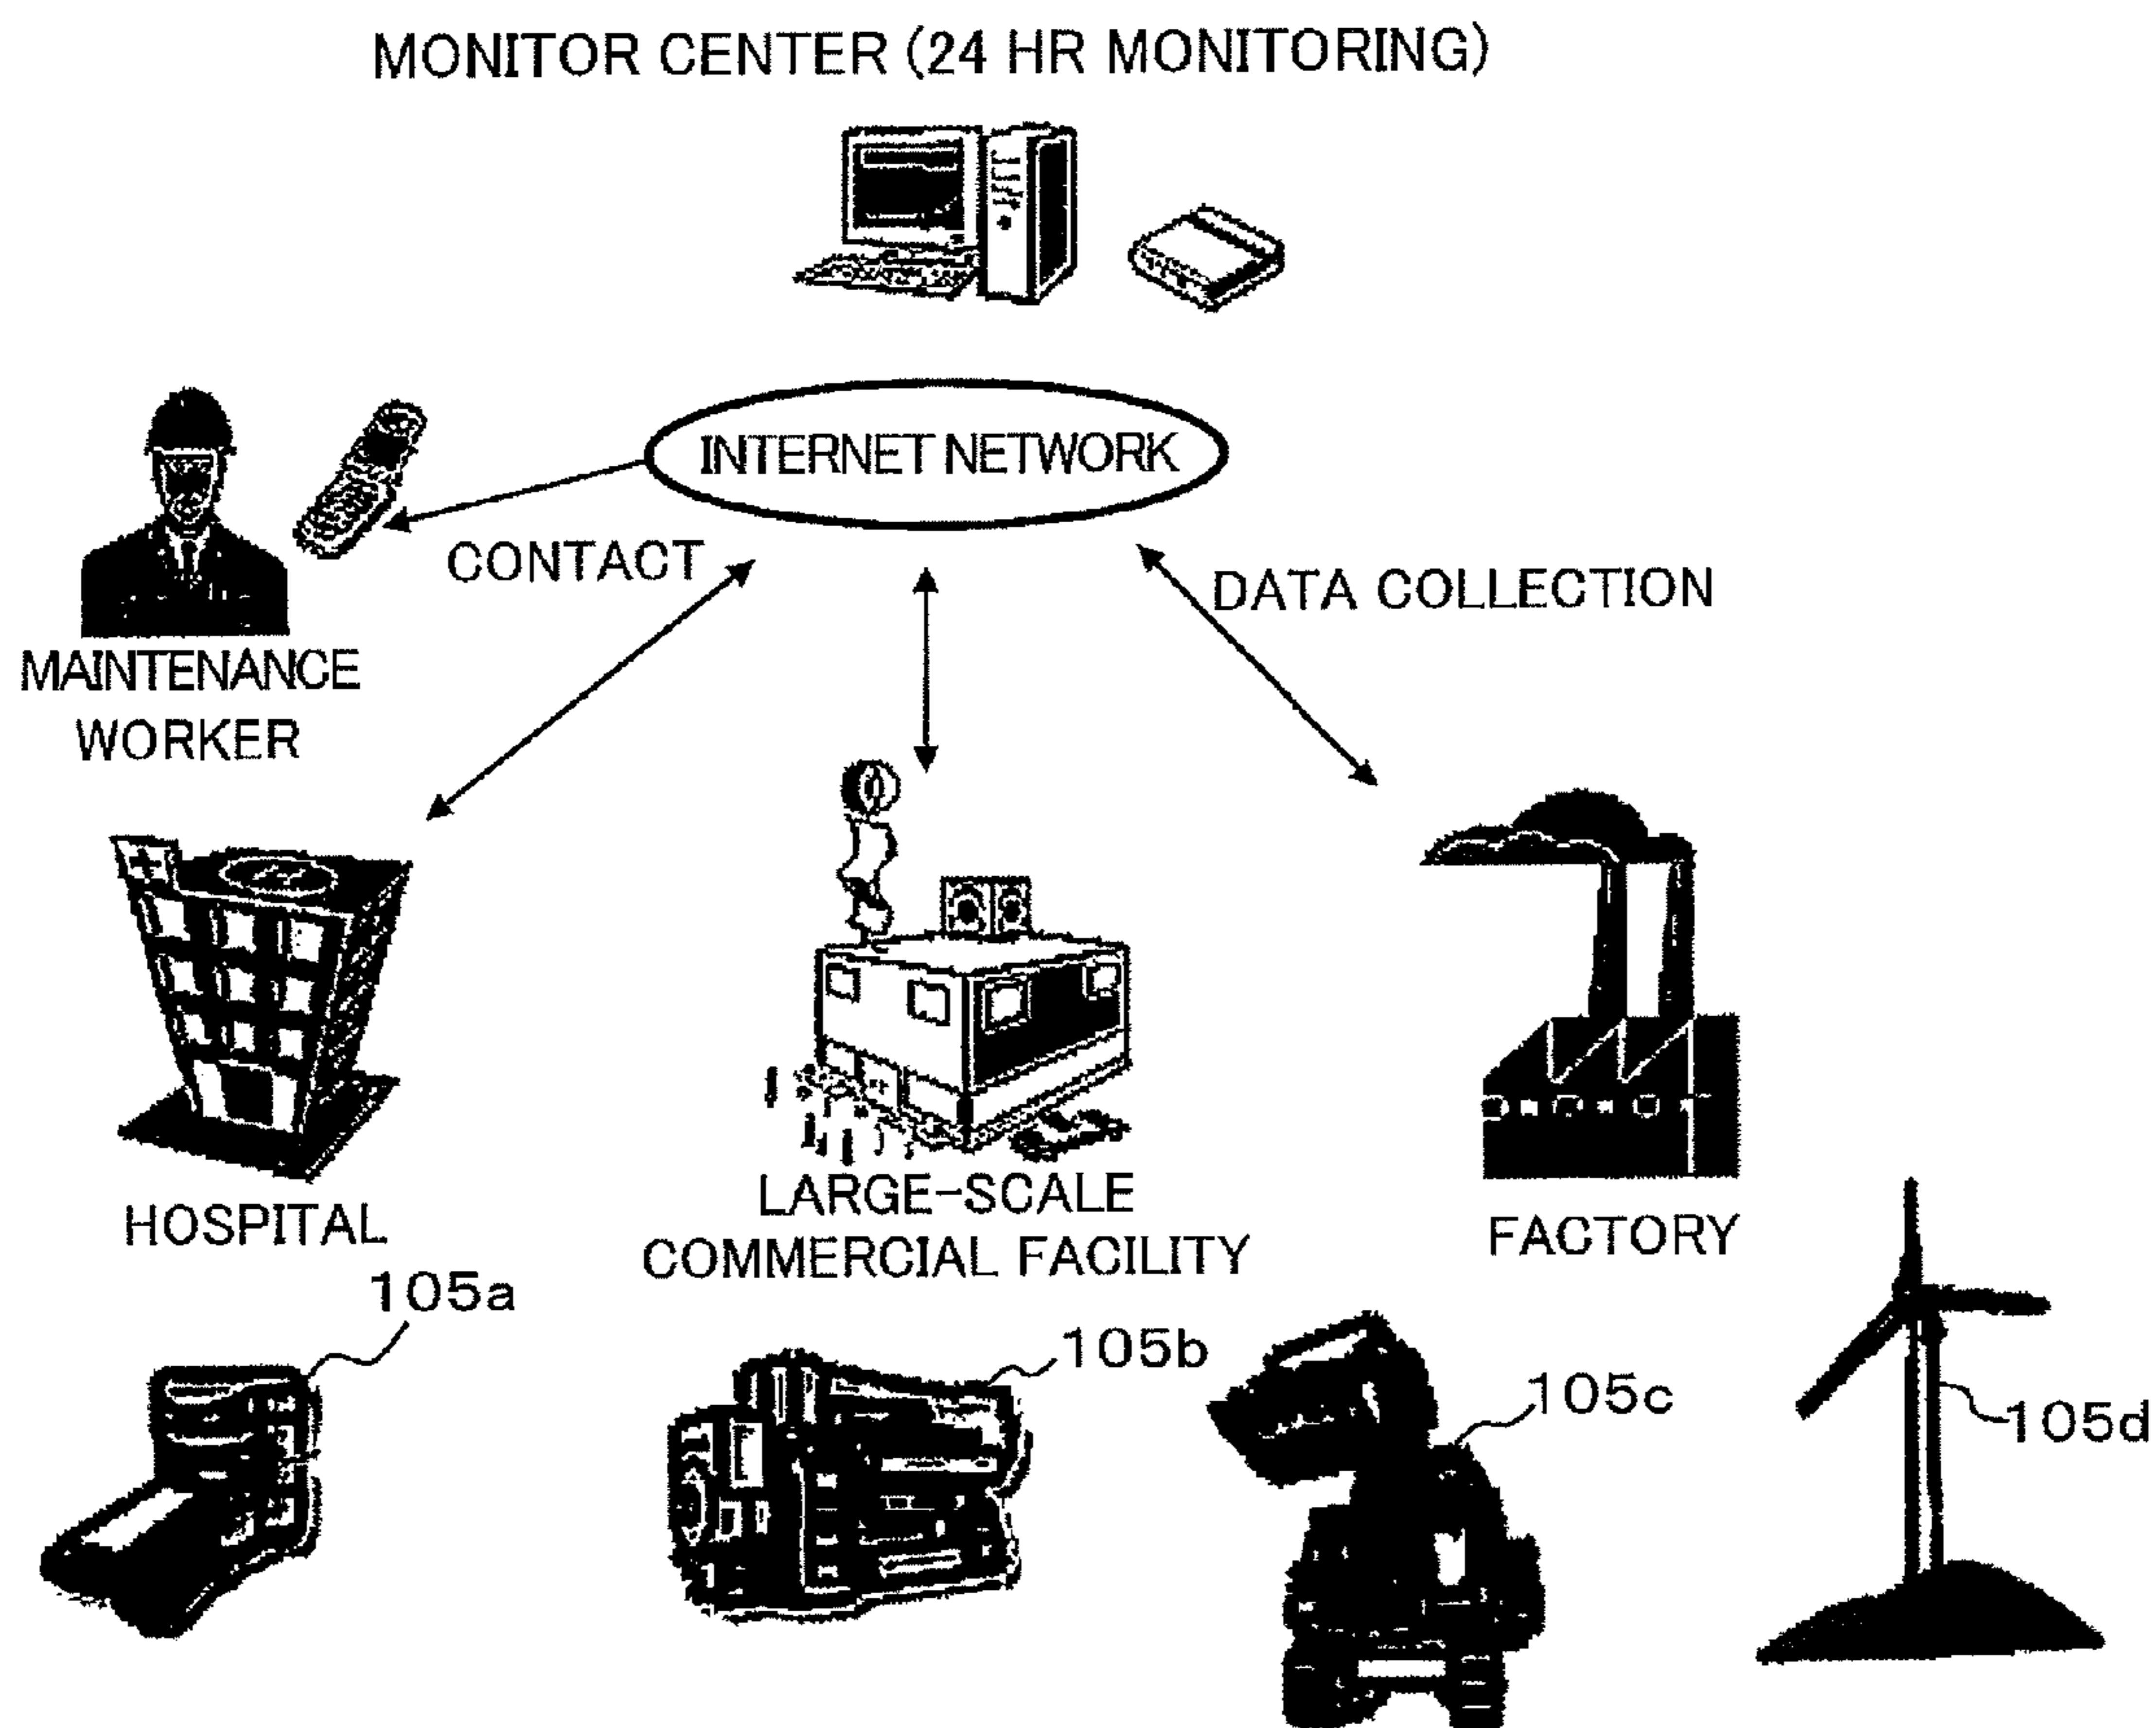 MONITOR CENTER (24 HR MONITORING)
INTERNET NETWORK
CONTACT
DATA COLLECTION
MAINTENANCE
WORKER
HOSPITAL
LARGE-SCALE
COMMERCIAL FACILITY
FACTORY
105a
105b
105c
105d